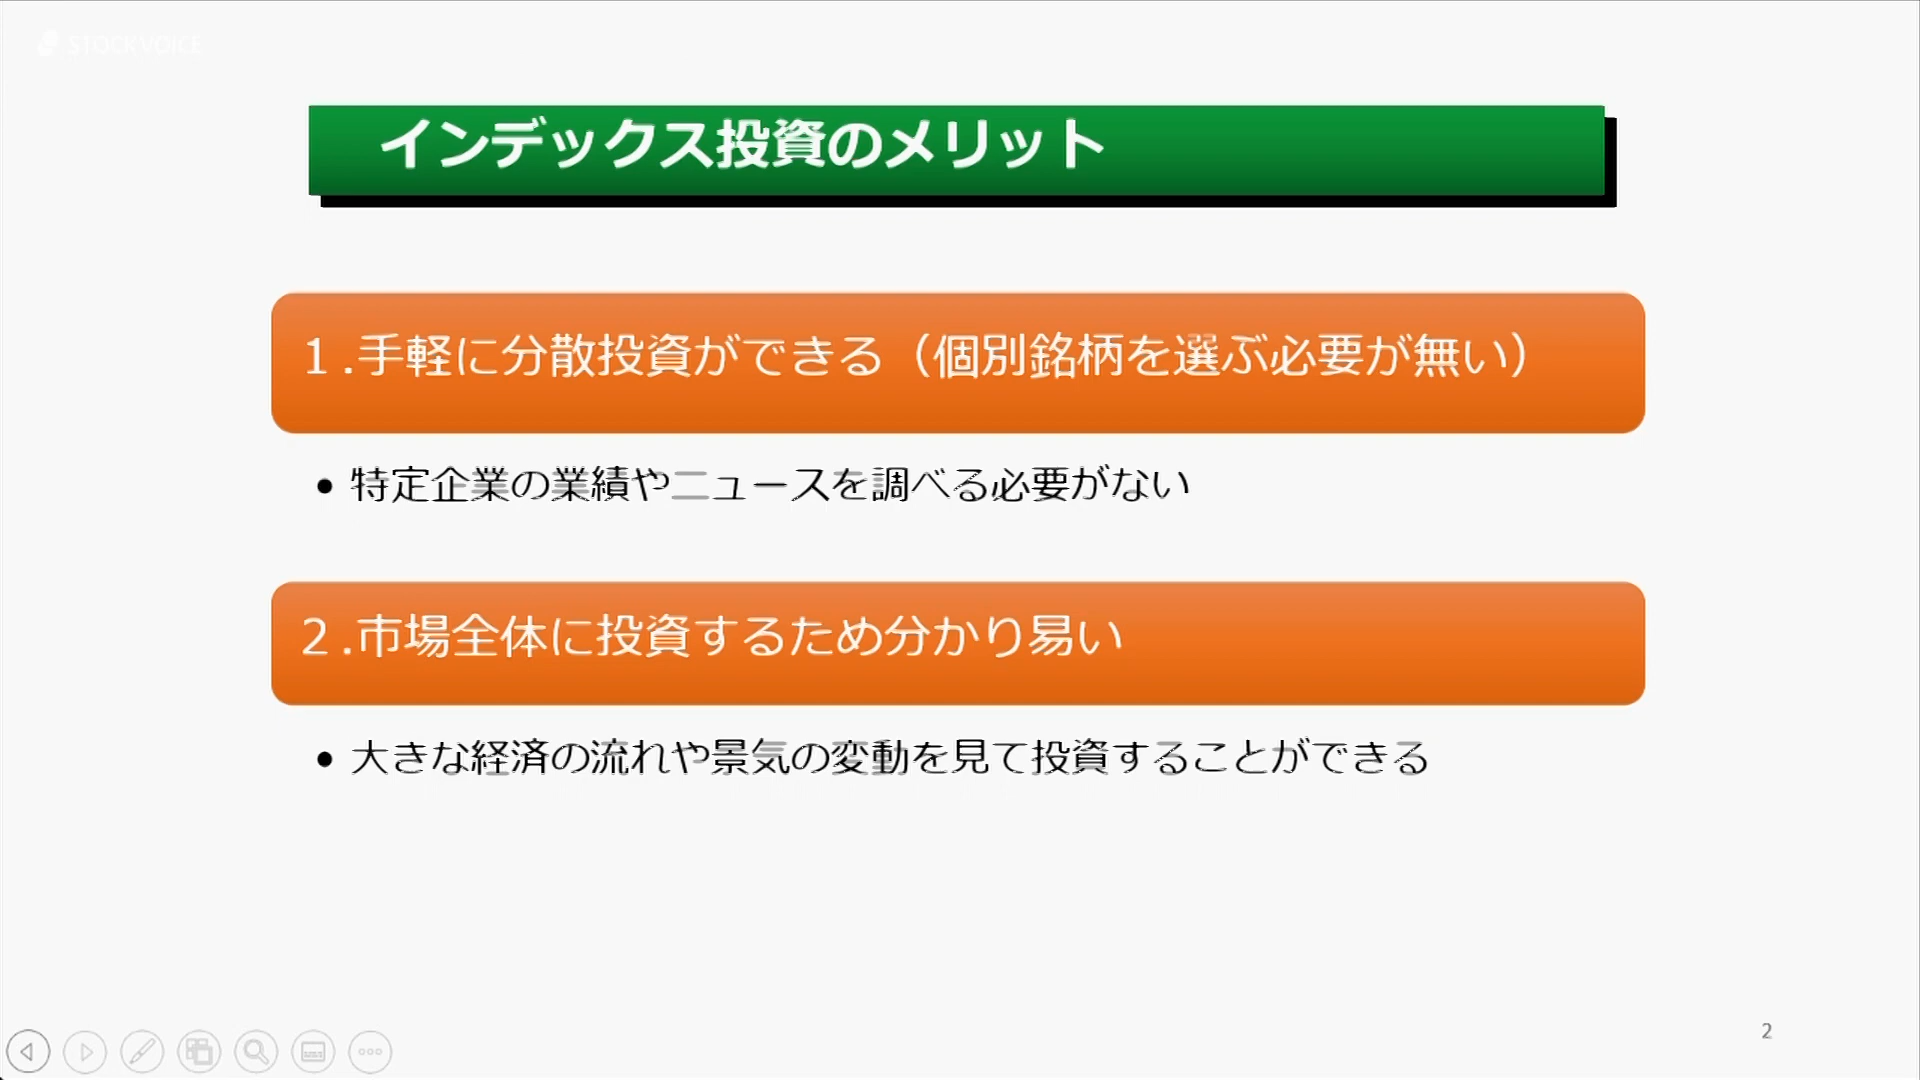 STOCKVOICE
インデックス投資のメリット
１.手軽に分散投資ができる（個別銘柄を選ぶ必要が無い）
• 特定企業の業績やニュースを調べる必要がない
２.市場全体に投資するため分かり易い
• 大きな経済の流れや景気の変動を見て投資することができる
2